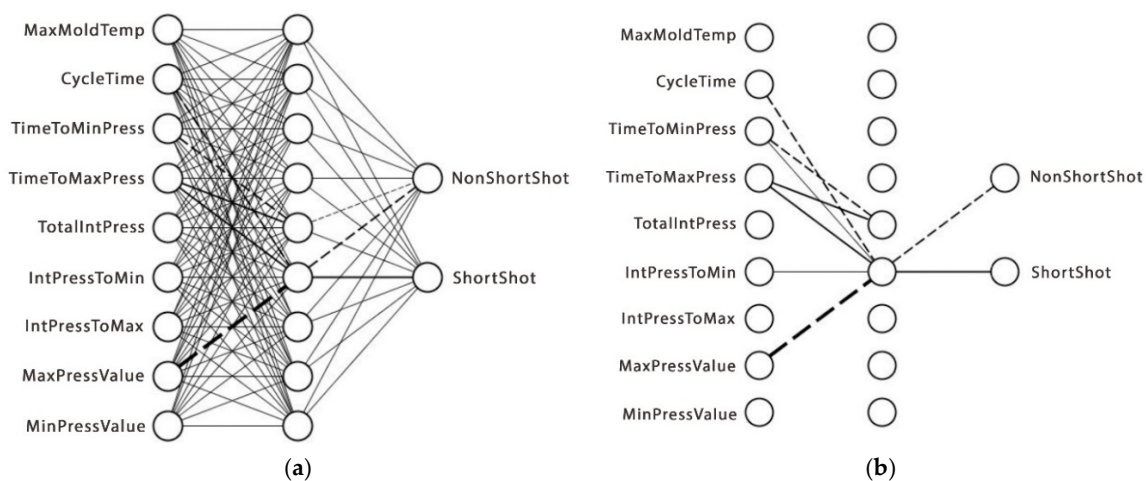 MaxMoldTemp
CycleTime
TimeToMinPress
TimeToMaxPress
TotalIntPress
IntPressToMin
IntPressToMax
MaxPressValue
MinPressValue
NonShortShot
ShortShot
(a)
MaxMoldTemp
CycleTime
TimeToMinPress
TimeToMaxPress
TotalIntPress
IntPressToMin
IntPressToMax
MaxPressValue
MinPressValue
NonShortShot
ShortShot
(b)